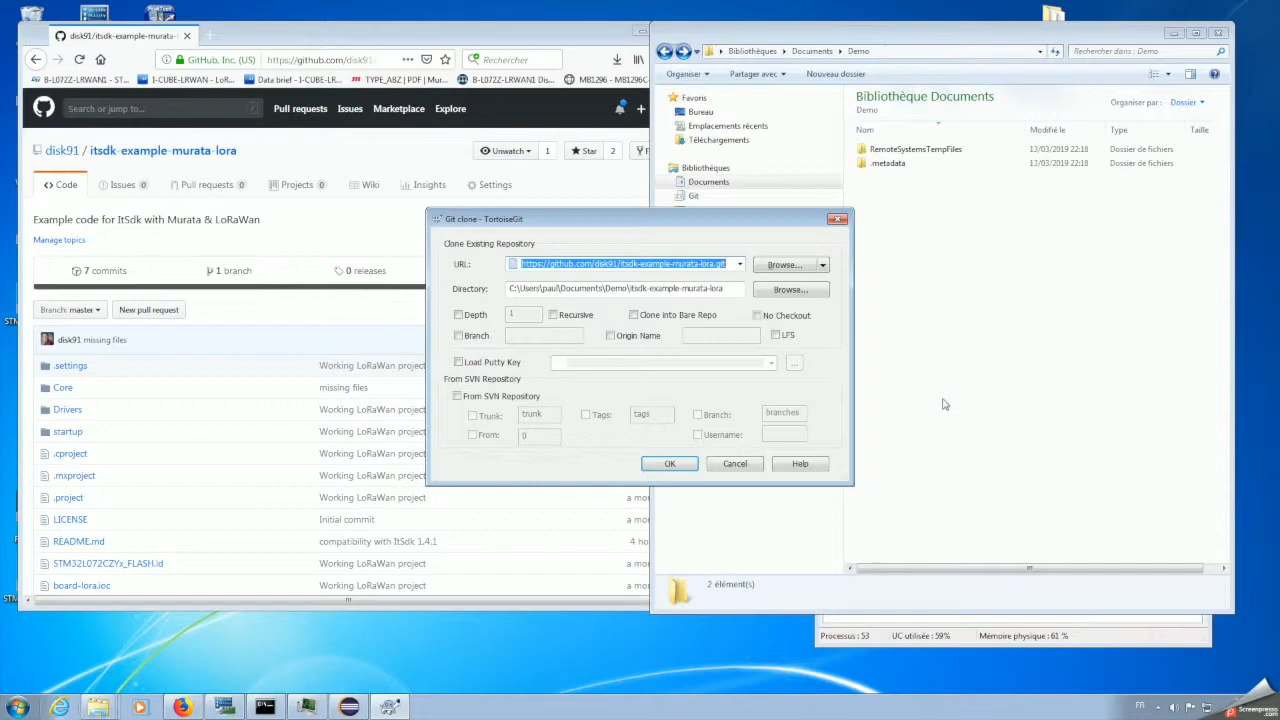 disk91/itsdk-example-murata-l
GitHub, Inc. (US)
https://github.com/disk91
Rechercher
B-L072Z-LRWAN1 - ST...
I-CUBE-LRWAN - LoR...
Data brief - I-CUBE-LR...
TYPE_ABZ (PDF) | Mur...
B-L072Z-LRWAN1 Dis...
MB1296 - MB1296C
Search or jump to...
/
Pull requests
Issues
Marketplace
Explore
disk91 / itsdk-example-murata-lora
Unwatch
1
Star
2
F
Code
Issues 0
Pull requests 0
Projects 0
Wiki
Insights
Settings
Example code for ItSdk with Murata & LoRaWan
Manage topics
7 commits
1 branch
0 releases
Branch: master
New pull request
disk91 missing files
.settings
Working LoRaWan project
Core
missing files
Drivers
Working LoRaWan project
startup
Working LoRaWan project
.cproject
Working LoRaWan project
.mxproject
Working LoRaWan project
.project
Working LoRaWan project
a mo
LICENSE
Initial commit
a mo
README.md
compatibility with ItSdk 1.4.1
4 ho
STM32L072CZYx_FLASH.ld
Working LoRaWan project
a mo
board-lora.ioc
Working LoRaWan project
a mo
Git clone - TortoiseGit
Clone Existing Repository
URL:
https://github.com/disk91/itsdk-example-murata-lora.git
Browse...
Directory:
C:\Users\paul\Documents\Demo\itsdk-example-murata-lora
Browse...
Depth
1
Recursive
Clone into Bare Repo
No Checkout
Branch
Origin Name
LFS
Load Putty Key
...
From SVN Repository
From SVN Repository
Trunk:
trunk
Tags:
tags
Branch:
branches
From:
0
Username:
OK
Cancel
Help
Bibliothèques
Documents
Demo
Rechercher dans : Demo
Organiser
Partager avec
Nouveau dossier
Favoris
Bureau
Emplacements récents
Téléchargements
Bibliothèques
Documents
Git
Bibliothèque Documents
Demo
Organiser par :
Dossier
Nom
Modifié le
Type
Taille
RemoteSystemsTempFiles
13/03/2019 22:18
Dossier de fichiers
.metadata
13/03/2019 22:18
Dossier de fichiers
2 élément(s)
Processus : 53
UC utilisée : 59%
Mémoire physique : 61 %
FR
Screenpresso
.com